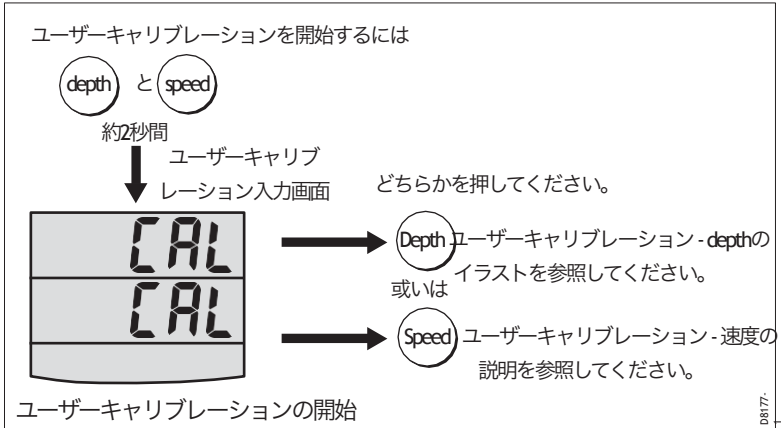 ユーザーキャリブレーションを開始するには
depth と speed
約2秒間
ユーザーキャリブ
レーション入力画面
どちらかを押してください。
CAL
CAL
Depth ユーザーキャリブレーション - depthの
イラストを参照してください。
或いは
Speed ユーザーキャリブレーション - 速度の
説明を参照してください。
ユーザーキャリブレーションの開始
D8177-
1